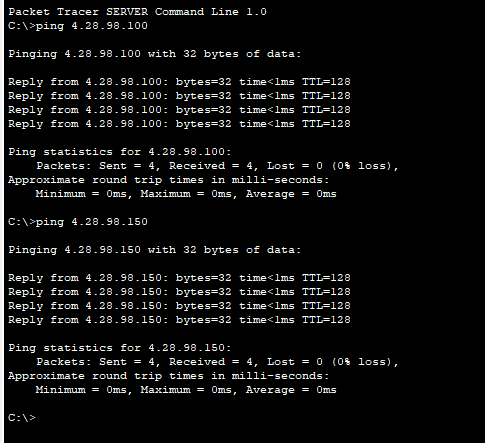 Packet Tracer SERVER Command Line 1.0
C:\>ping 4.28.98.100
Pinging 4.28.98.100 with 32 bytes of data:
Reply from 4.28.98.100: bytes=32 time<1ms TTL=128
Reply from 4.28.98.100: bytes=32 time<1ms TTL=128
Reply from 4.28.98.100: bytes=32 time<1ms TTL=128
Reply from 4.28.98.100: bytes=32 time<1ms TTL=128
Ping statistics for 4.28.98.100:
Packets: Sent = 4, Received = 4, Lost = 0 (0% loss),
Approximate round trip times in milli-seconds:
Minimum = 0ms, Maximum = 0ms, Average = 0ms
C:\>ping 4.28.98.150
Pinging 4.28.98.150 with 32 bytes of data:
Reply from 4.28.98.150: bytes=32 time<1ms TTL=128
Reply from 4.28.98.150: bytes=32 time<1ms TTL=128
Reply from 4.28.98.150: bytes=32 time<1ms TTL=128
Reply from 4.28.98.150: bytes=32 time<1ms TTL=128
Ping statistics for 4.28.98.150:
Packets: Sent = 4, Received = 4, Lost = 0 (0% loss),
Approximate round trip times in milli-seconds:
Minimum = 0ms, Maximum = 0ms, Average = 0ms
C:\>